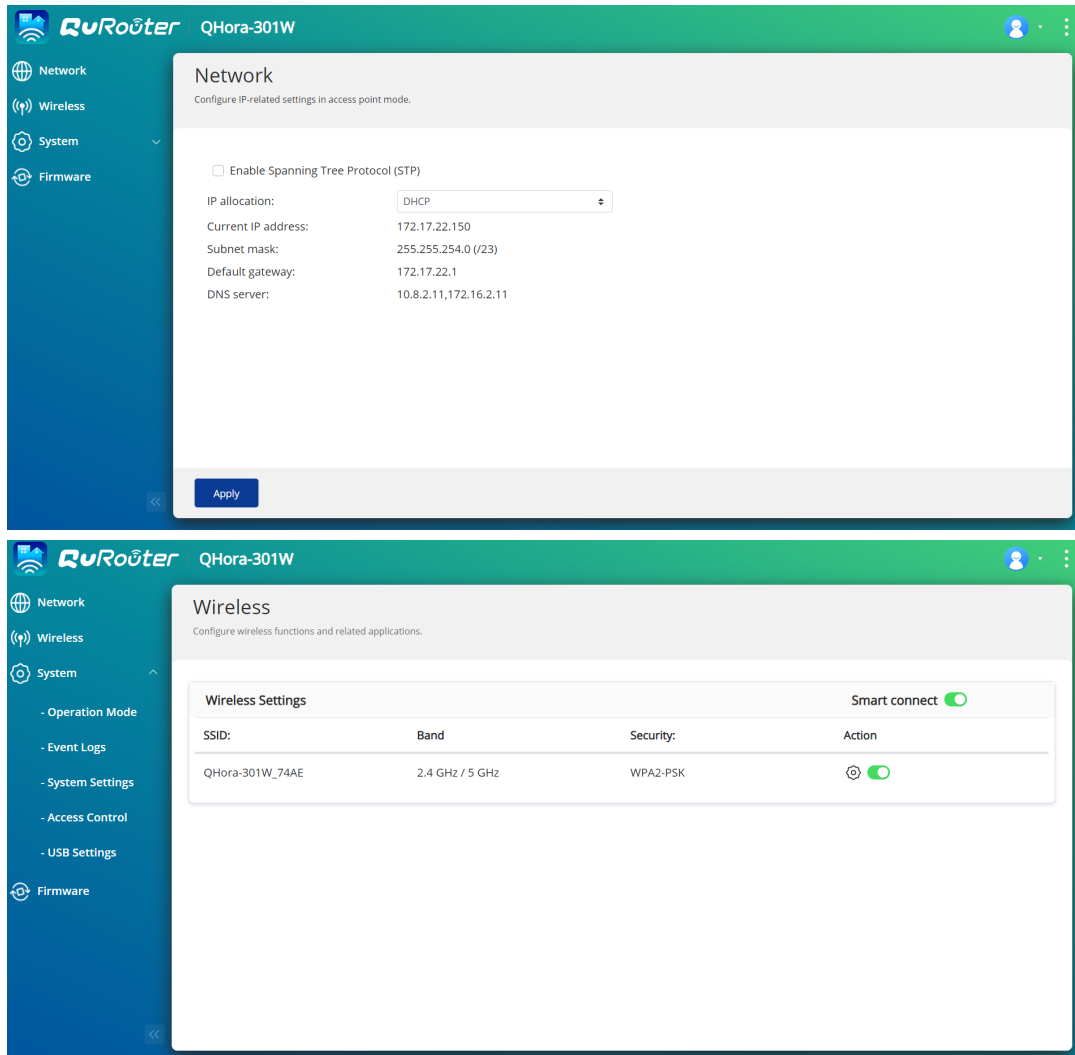 QuRoûter QHora-301W
Network
Wireless
System
Firmware
Network
Configure IP-related settings in access point mode.
Enable Spanning Tree Protocol (STP)
IP allocation: DHCP
Current IP address: 172.17.22.150
Subnet mask: 255.255.254.0 (/23)
Default gateway: 172.17.22.1
DNS server: 10.8.2.11,172.16.2.11
Apply
QuRoûter QHora-301W
Network
Wireless
System
- Operation Mode
- Event Logs
- System Settings
- Access Control
- USB Settings
Firmware
Wireless
Configure wireless functions and related applications.
Wireless Settings Smart connect
SSID: Band Security: Action
QHora-301W_74AE 2.4 GHz / 5 GHz WPA2-PSK